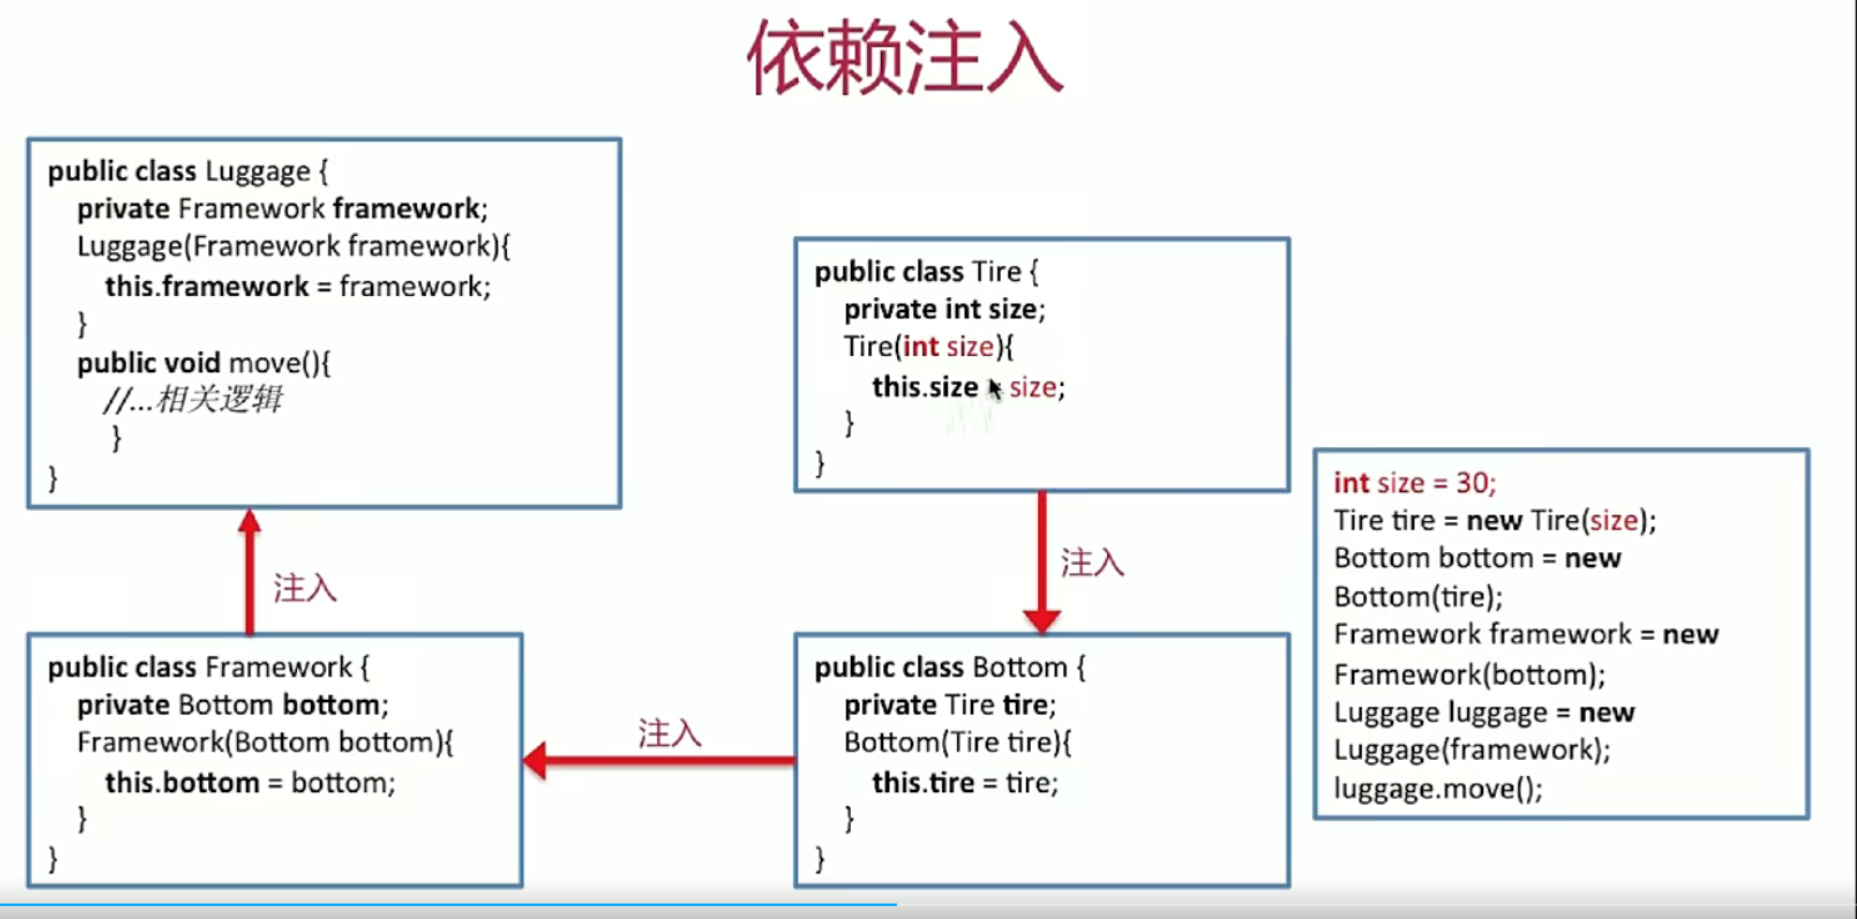 依赖注入
public class Luggage {
private Framework framework;
Luggage(Framework framework){
this.framework = framework;
}
public void move(){
//...相关逻辑
}
}
public class Tire {
private int size;
Tire(int size){
this.size size;
}
}
int size = 30;
Tire tire = new Tire(size);
Bottom bottom = new
Bottom(tire);
Framework framework = new
Framework(bottom);
Luggage luggage = new
Luggage(framework);
luggage.move();
注入
注入
public class Framework {
private Bottom bottom;
Framework(Bottom bottom){
this.bottom = bottom;
}
}
注入
public class Bottom {
private Tire tire;
Bottom(Tire tire){
this.tire = tire;
}
}